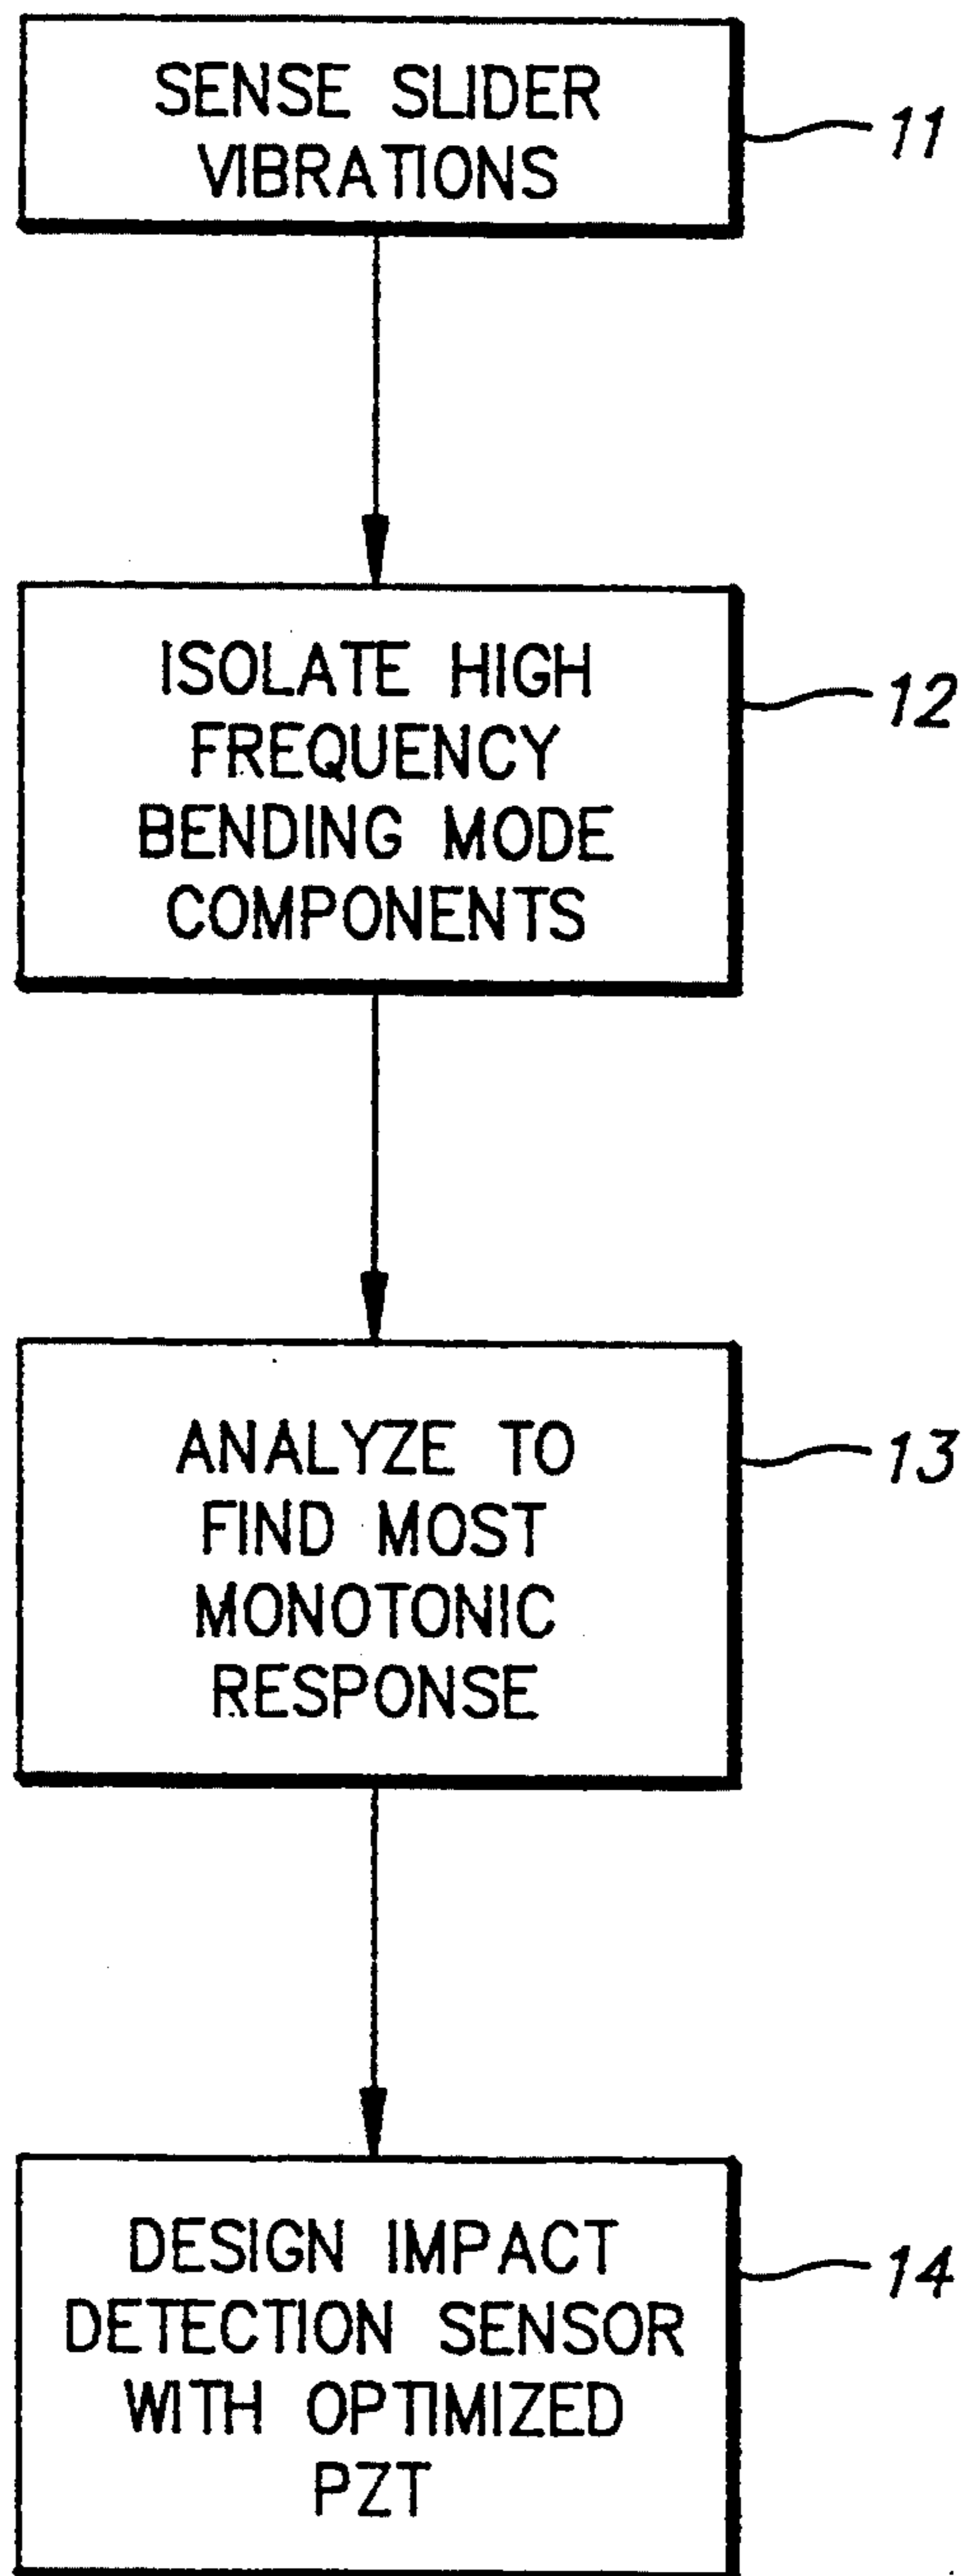 SENSE SLIDER
VIBRATIONS
11
ISOLATE HIGH
FREQUENCY
BENDING MODE
COMPONENTS
12
ANALYZE TO
FIND MOST
MONOTONIC
RESPONSE
13
DESIGN IMPACT
DETECTION SENSOR
WITH OPTIMIZED
PZT
14